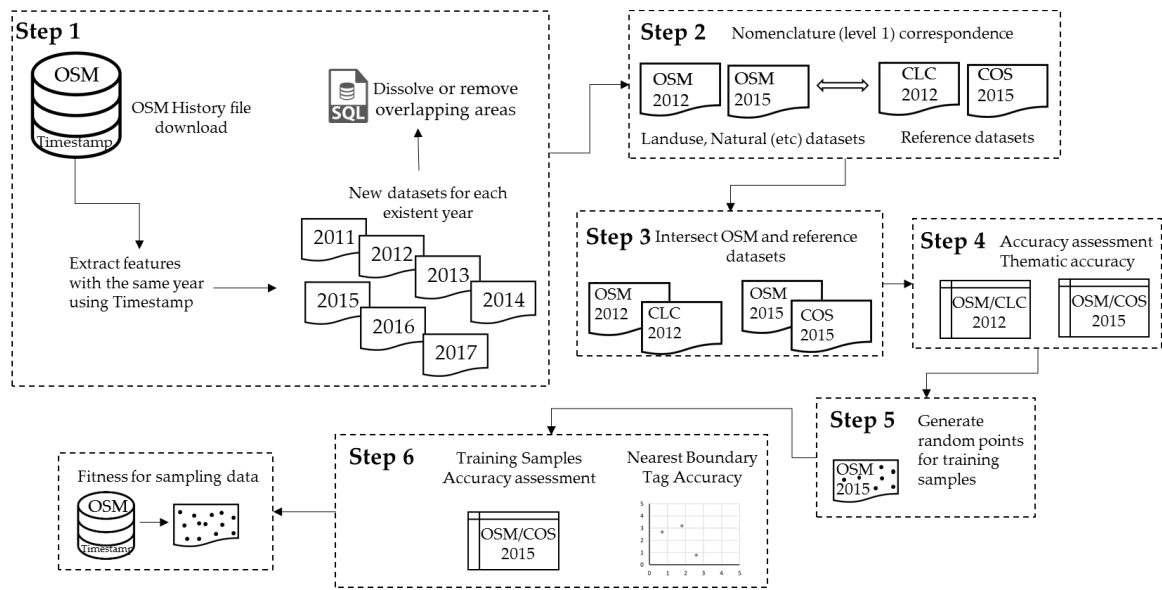 Step 1
OSM
Timestamp
OSM History file
download
SQL
Dissolve or remove
overlapping areas
New datasets for each
existent year
Extract features
with the same year
using Timestamp
2011
2012
2013
2014
2015
2016
2017
Step 2
Nomenclature (level 1) correspondence
OSM
2012
OSM
2015
CLC
2012
COS
2015
Landuse, Natural (etc) datasets
Reference datasets
Step 3
Intersect OSM and reference
datasets
OSM
2012
CLC
2012
OSM
2015
COS
2015
Step 4
Accuracy assessment
Thematic accuracy
OSM/CLC
2012
OSM/COS
2015
Step 5
Generate
random points
for training
samples
OSM
2015
Step 6
Training Samples
Accuracy assessment
OSM/COS
2015
Nearest Boundary
Tag Accuracy
5
4
3
2
1
0
0 1 2 3 4 5
Fitness for sampling data
OSM
Timestamp